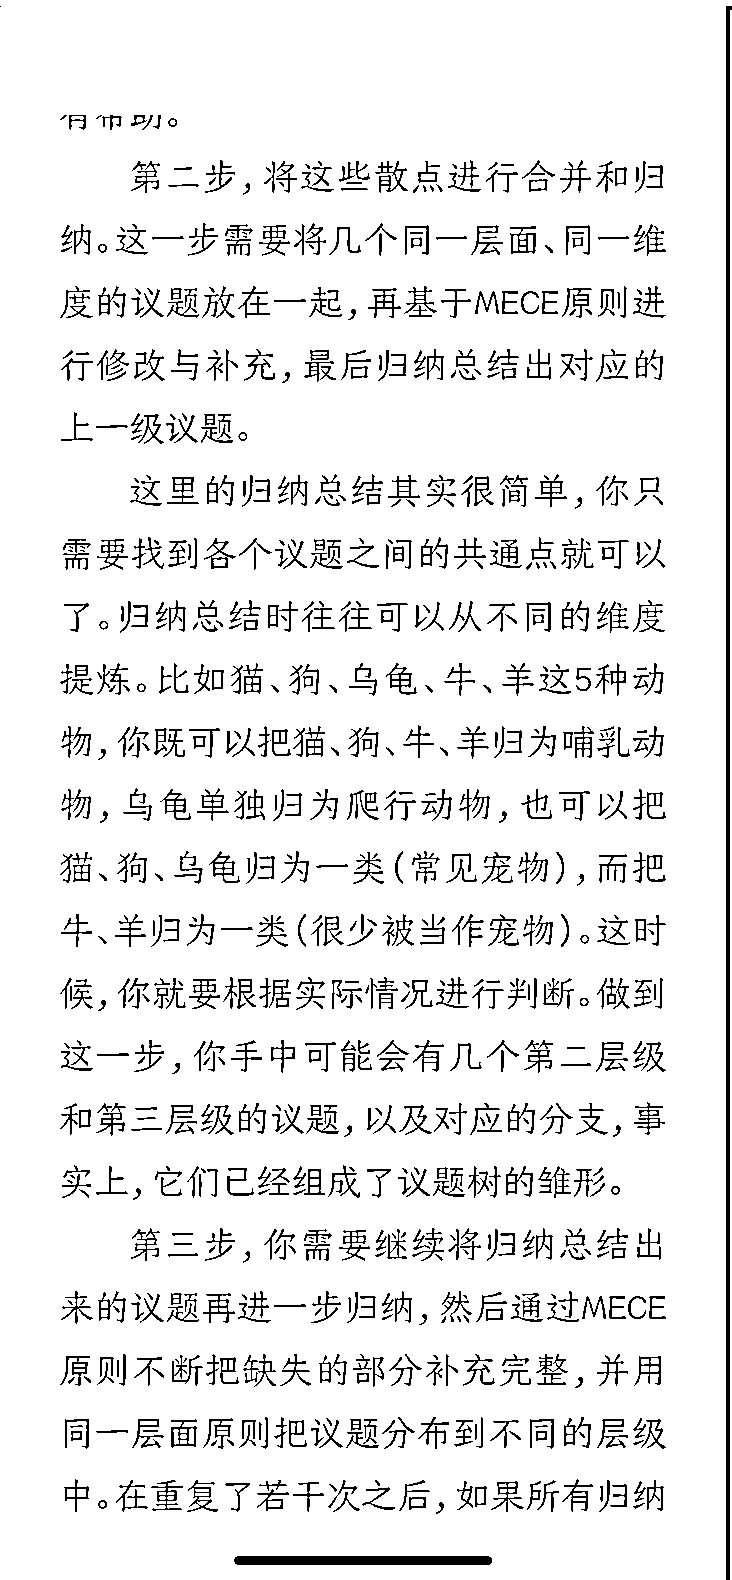 有帮助。
第二步，将这些散点进行合并和归
纳。这一步需要将几个同一层面、同一维
度的议题放在一起，再基于MECE原则进
行修改与补充，最后归纳总结出对应的
上一级议题。
这里的归纳总结其实很简单，你只
需要找到各个议题之间的共通点就可以
了。归纳总结时往往可以从不同的维度
提炼。比如猫、狗、乌龟、牛、羊这5种动
物，你既可以把猫、狗、牛、羊归为哺乳动
物，乌龟单独归为爬行动物，也可以把
猫、狗、乌龟归为一类（常见宠物），而把
牛、羊归为一类（很少被当作宠物）。这时
候，你就要根据实际情况进行判断。做到
这一步，你手中可能会有几个第二层级
和第三层级的议题，以及对应的分支，事
实上，它们已经组成了议题树的雏形。
第三步，你需要继续将归纳总结出
来的议题再进一步归纳，然后通过MECE
原则不断把缺失的部分补充完整，并用
同一层面原则把议题分布到不同的层级
中。在重复了若干次之后，如果所有归纳